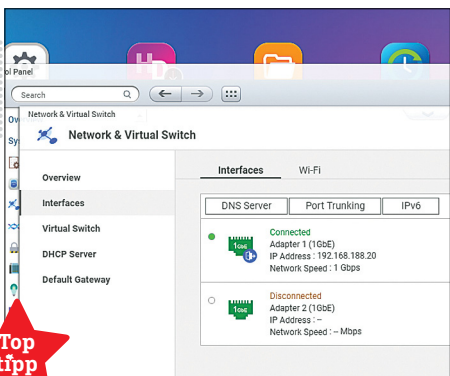 ol Panel
Search
Network & Virtual Switch
Network & Virtual Switch
Overview
Interfaces
Virtual Switch
DHCP Server
Default Gateway
Interfaces
Wi-Fi
DNS Server
Port Trunking
IPv6
1GbE
Connected
Adapter 1 (1GbE)
IP Address : 192.168.188.20
Network Speed : 1 Gbps
1GbE
Disconnected
Adapter 2 (1GbE)
IP Address : --
Network Speed : -- Mbps
Top
tipp